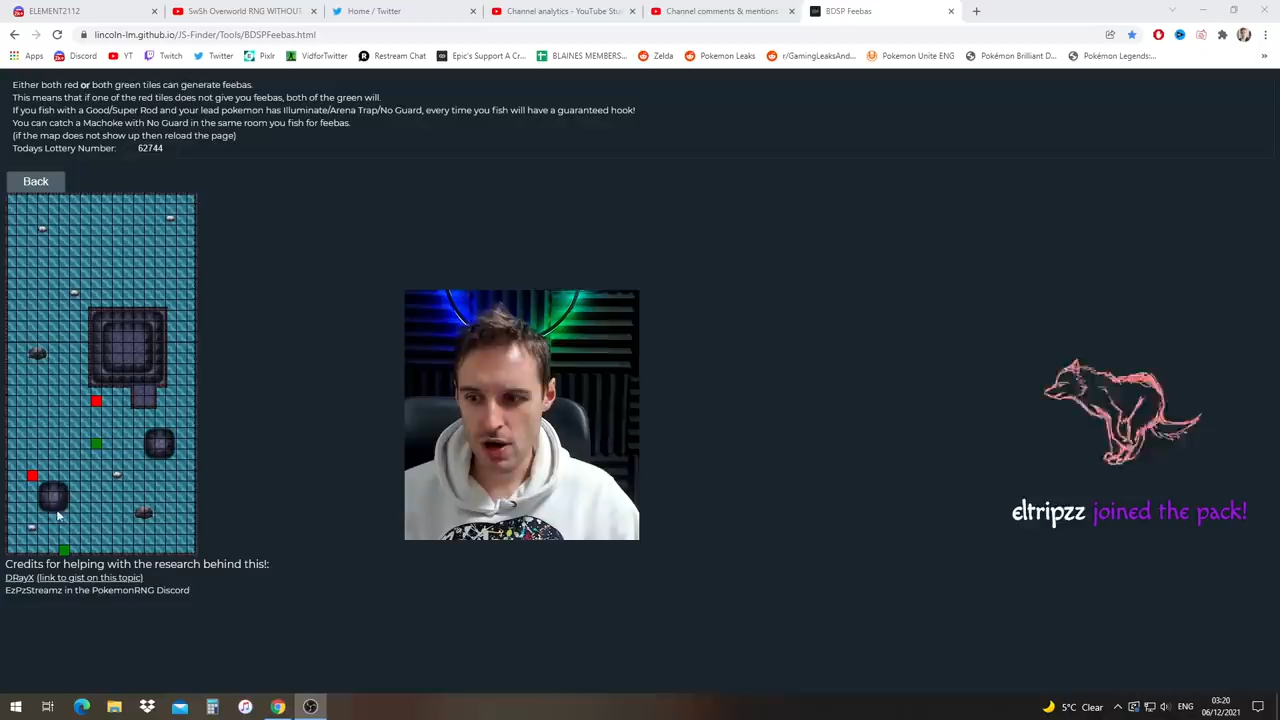 ELEMENT2112
SwSh Overworld RNG WITHOUT
Home / Twitter
Channel analytics - YouTube Stu
Channel comments & mentions
BDSP Feebas
lincoln-lm.github.io/JS-Finder/Tools/BDSPFeebas.html
Apps
Discord
YT
Twitch
Twitter
Pixlr
VidforTwitter
Restream Chat
Epic's Support A Cr...
BLAINES MEMBERS...
Zelda
Pokemon Leaks
r/GamingLeaksAnd...
Pokemon Unite ENG
Pokémon Brilliant D...
Pokémon Legends:...
Either both red or both green tiles can generate feebas.
This means that if one of the red tiles does not give you feebas, both of the green will.
If you fish with a Good/Super Rod and your lead pokemon has Illuminate/Arena Trap/No Guard, every time you fish will have a guaranteed hook!
You can catch a Machoke with No Guard in the same room you fish for feebas.
(if the map does not show up then reload the page)
Todays Lottery Number: 62744
Back
eltripzz joined the pack!
Credits for helping with the research behind this!:
DRayX (link to gist on this topic)
EzPzStreamz in the PokemonRNG Discord
5°C Clear
ENG
03:20
06/12/2021